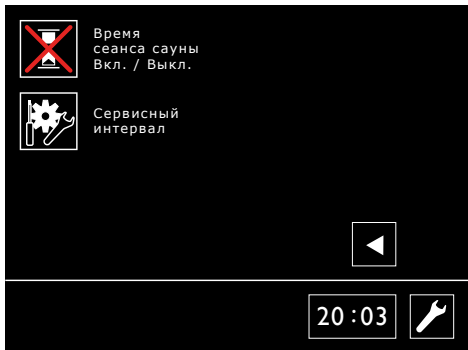 Время
сеанса сауны
Вкл. / Выкл.
Сервисный
интервал
20:03